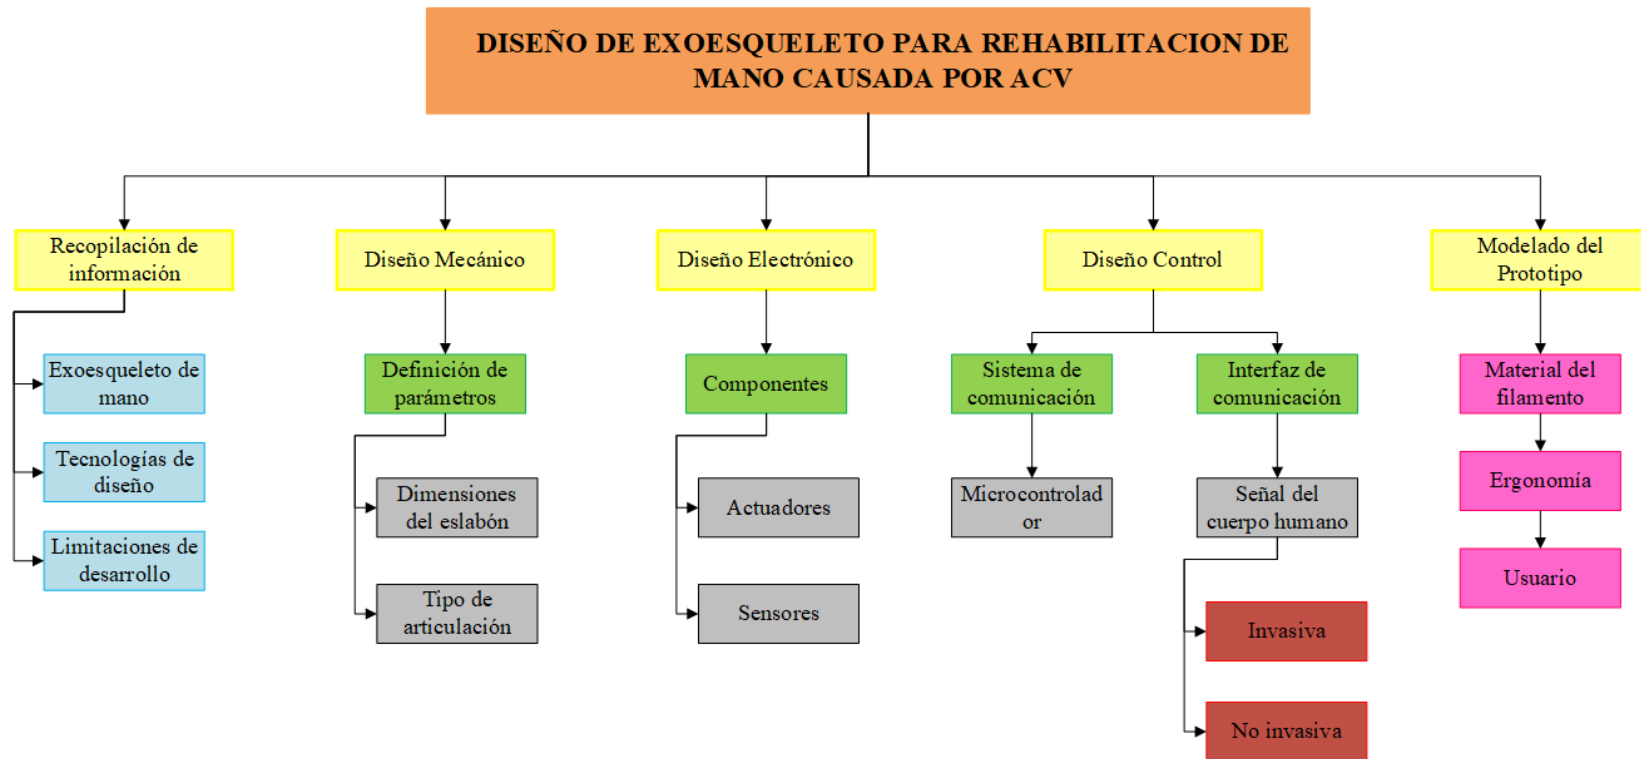 DISEÑO DE EXOESQUELETO PARA REHABILITACION DE
MANO CAUSADA POR ACV
Recopilación de
información
Diseño Mecánico
Diseño Electrónico
Diseño Control
Modelado del
Prototipo
Exoesqueleto de
mano
Tecnologías de
diseño
Limitaciones de
desarrollo
Definición de
parámetros
Dimensiones
del eslabón
Tipo de
articulación
Componentes
Actuadores
Sensores
Sistema de
comunicación
Microcontrolad
or
Interfaz de
comunicación
Señal del
cuerpo humano
Invasiva
No invasiva
Material del
filamento
Ergonomía
Usuario